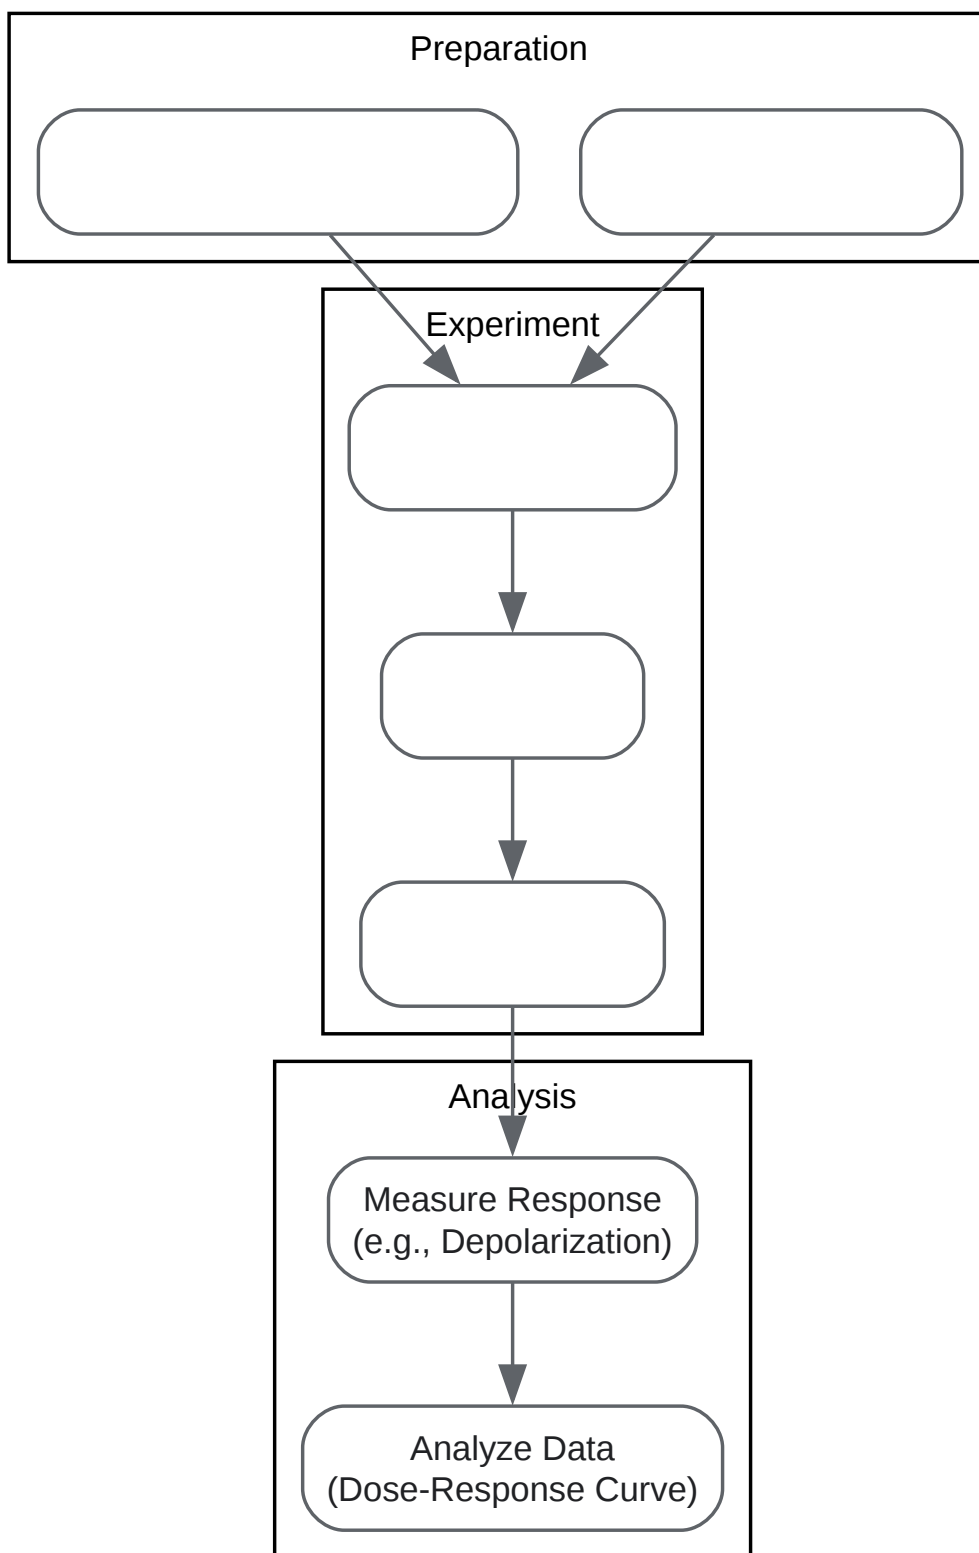 Preparation
Experiment
Analysis
Measure Response
(e.g., Depolarization)
Analyze Data
(Dose-Response Curve)